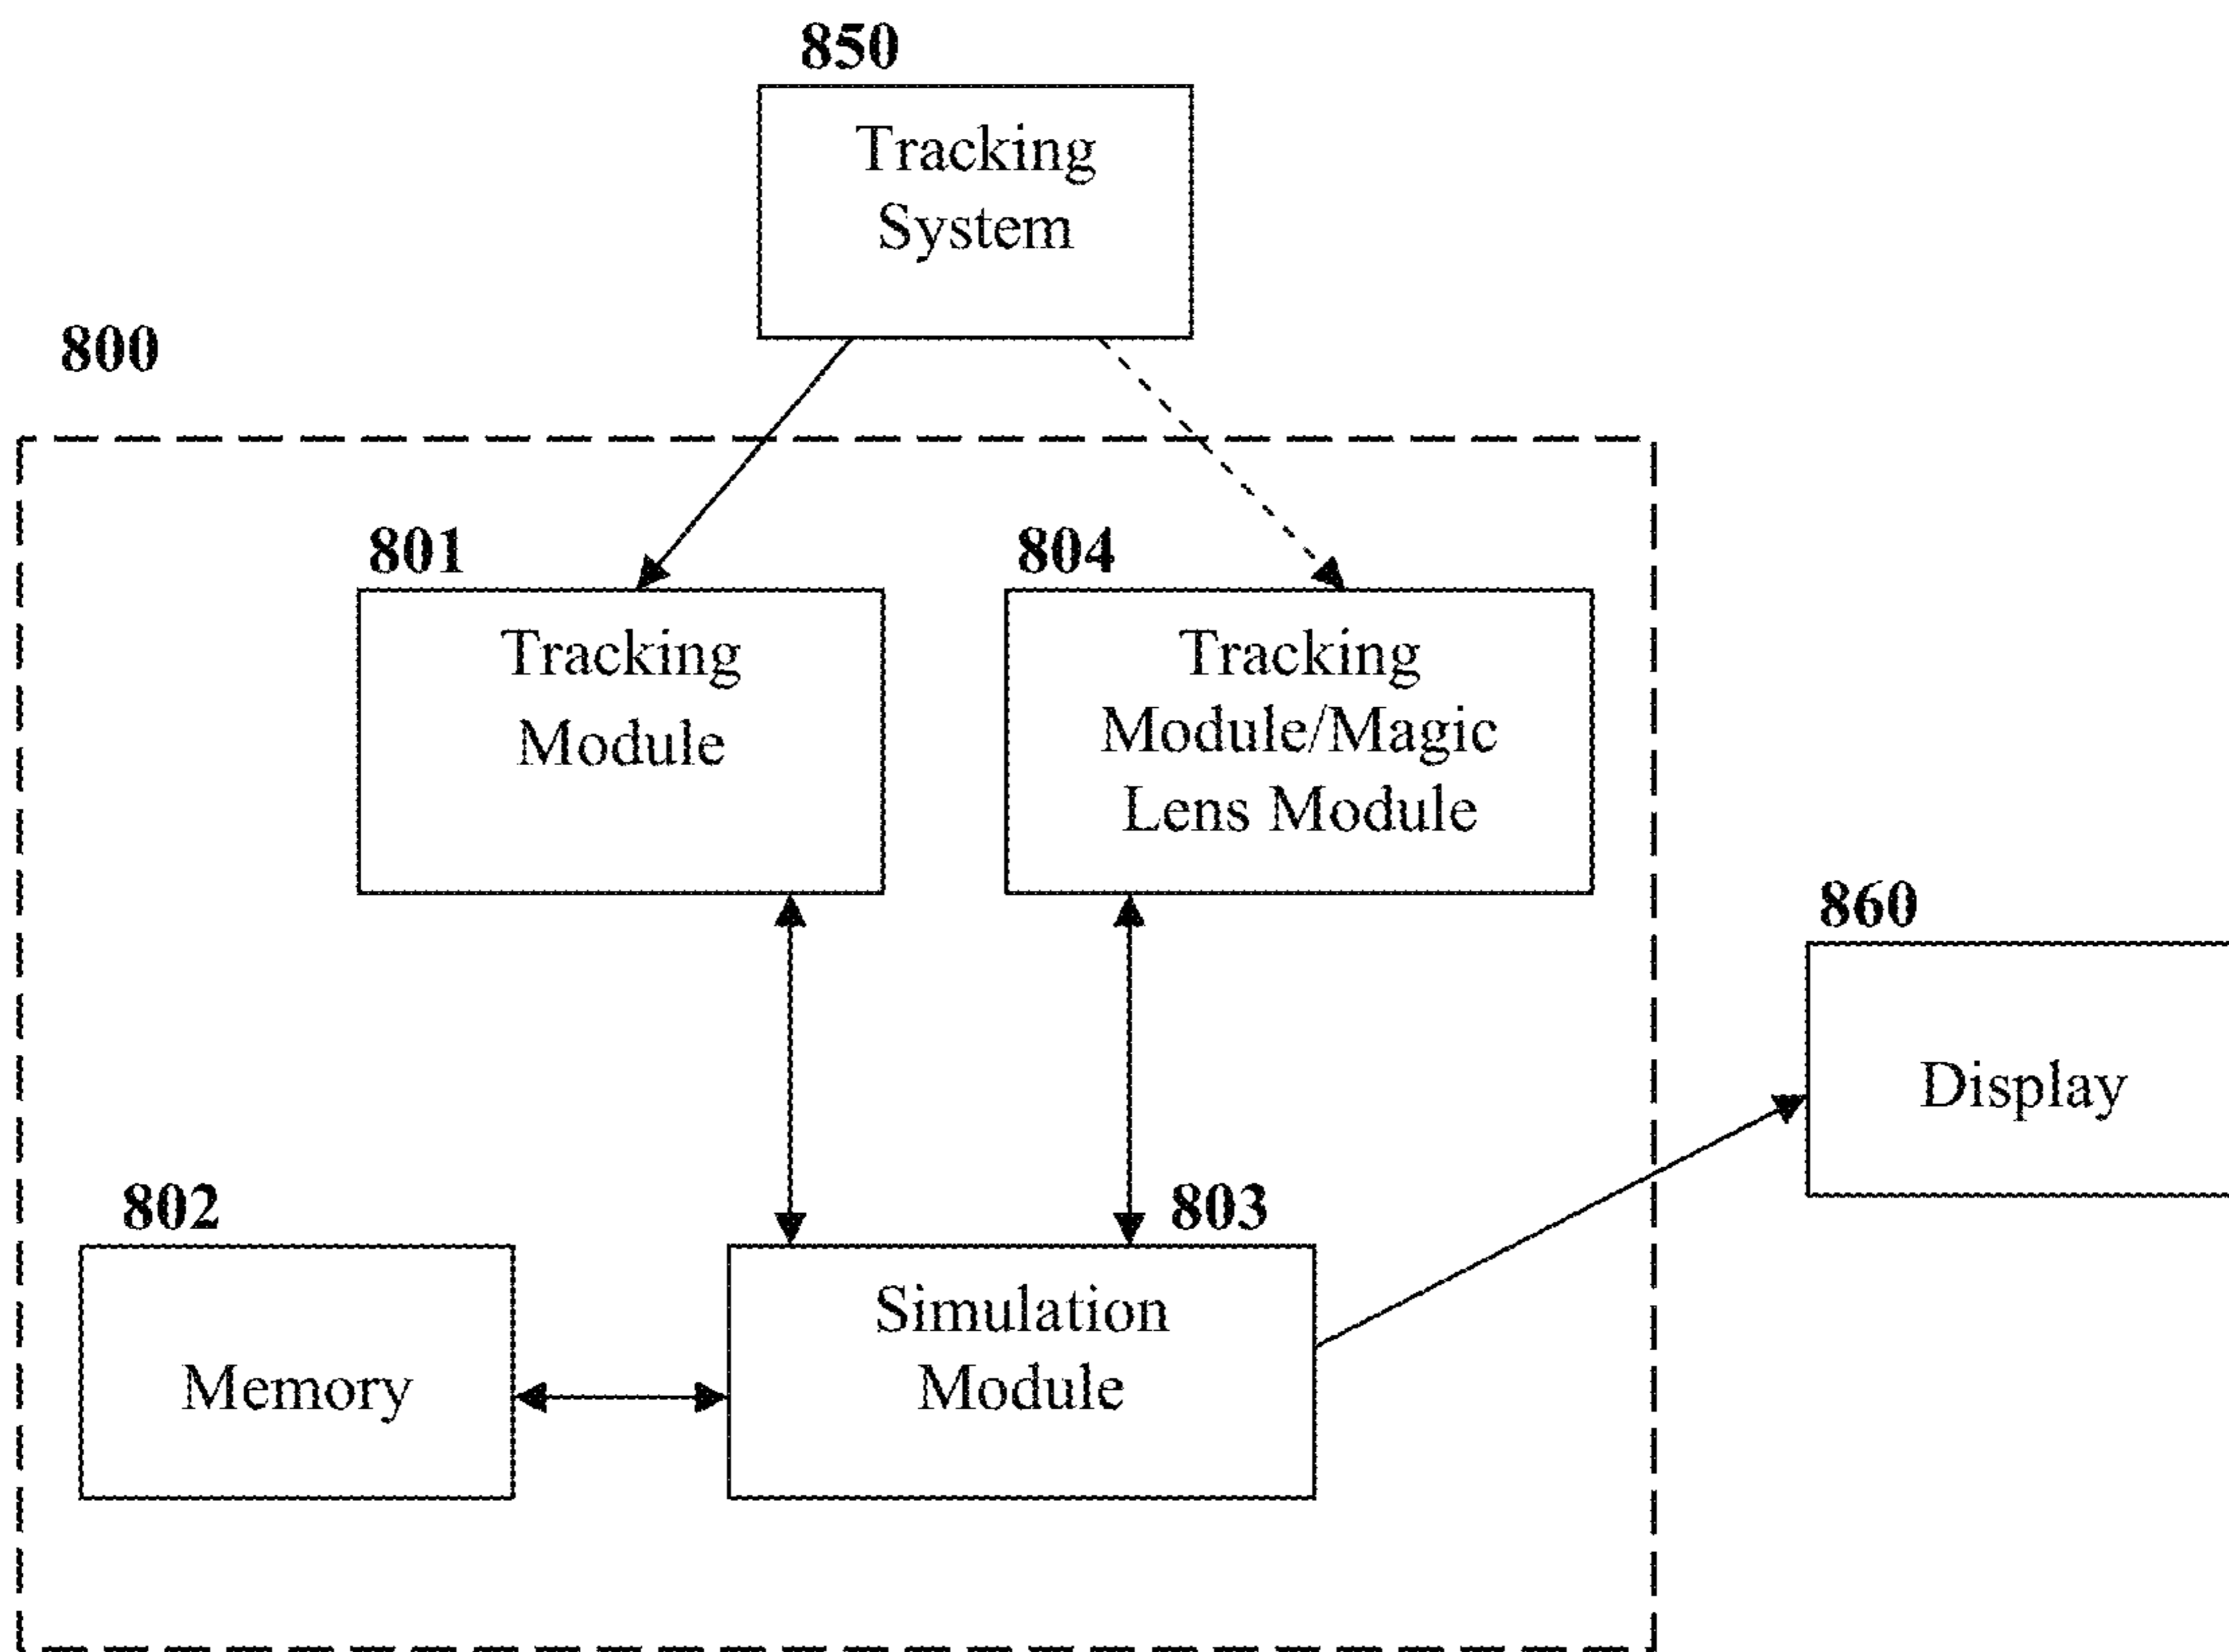 850
Tracking
System
800
801
Tracking
Module
804
Tracking
Module/Magic
Lens Module
860
Display
802
Memory
803
Simulation
Module